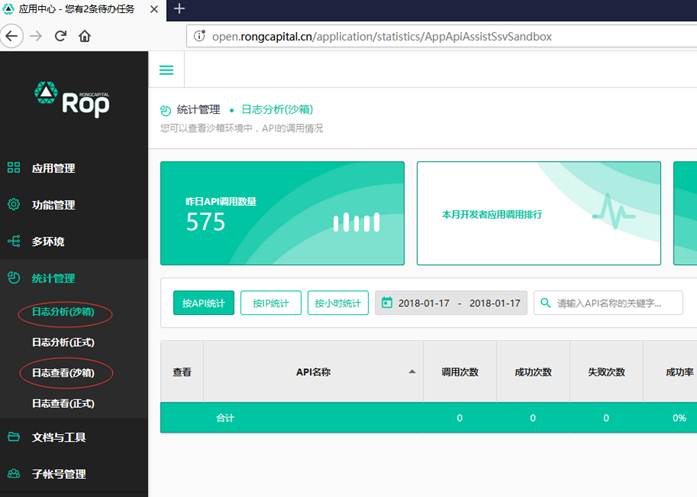 应用中心 - 您有2条待办任务
open.rongcapital.cn/application/statistics/AppApiAssistSsvSandbox
RONGCAPITAL
Rop
应用管理
功能管理
多环境
统计管理
日志分析(沙箱)
日志分析(正式)
日志查看(沙箱)
日志查看(正式)
文档与工具
子帐号管理
统计管理 • 日志分析(沙箱)
您可以查看沙箱环境中，API的调用情况
昨日API调用数量
575
本月开发者应用调用排行
按API统计 按IP统计 按小时统计 2018-01-17 - 2018-01-17 请输入API名称的关键字...
查看 API名称 调用次数 成功次数 失败次数 成功率
合计 0 0 0 0%